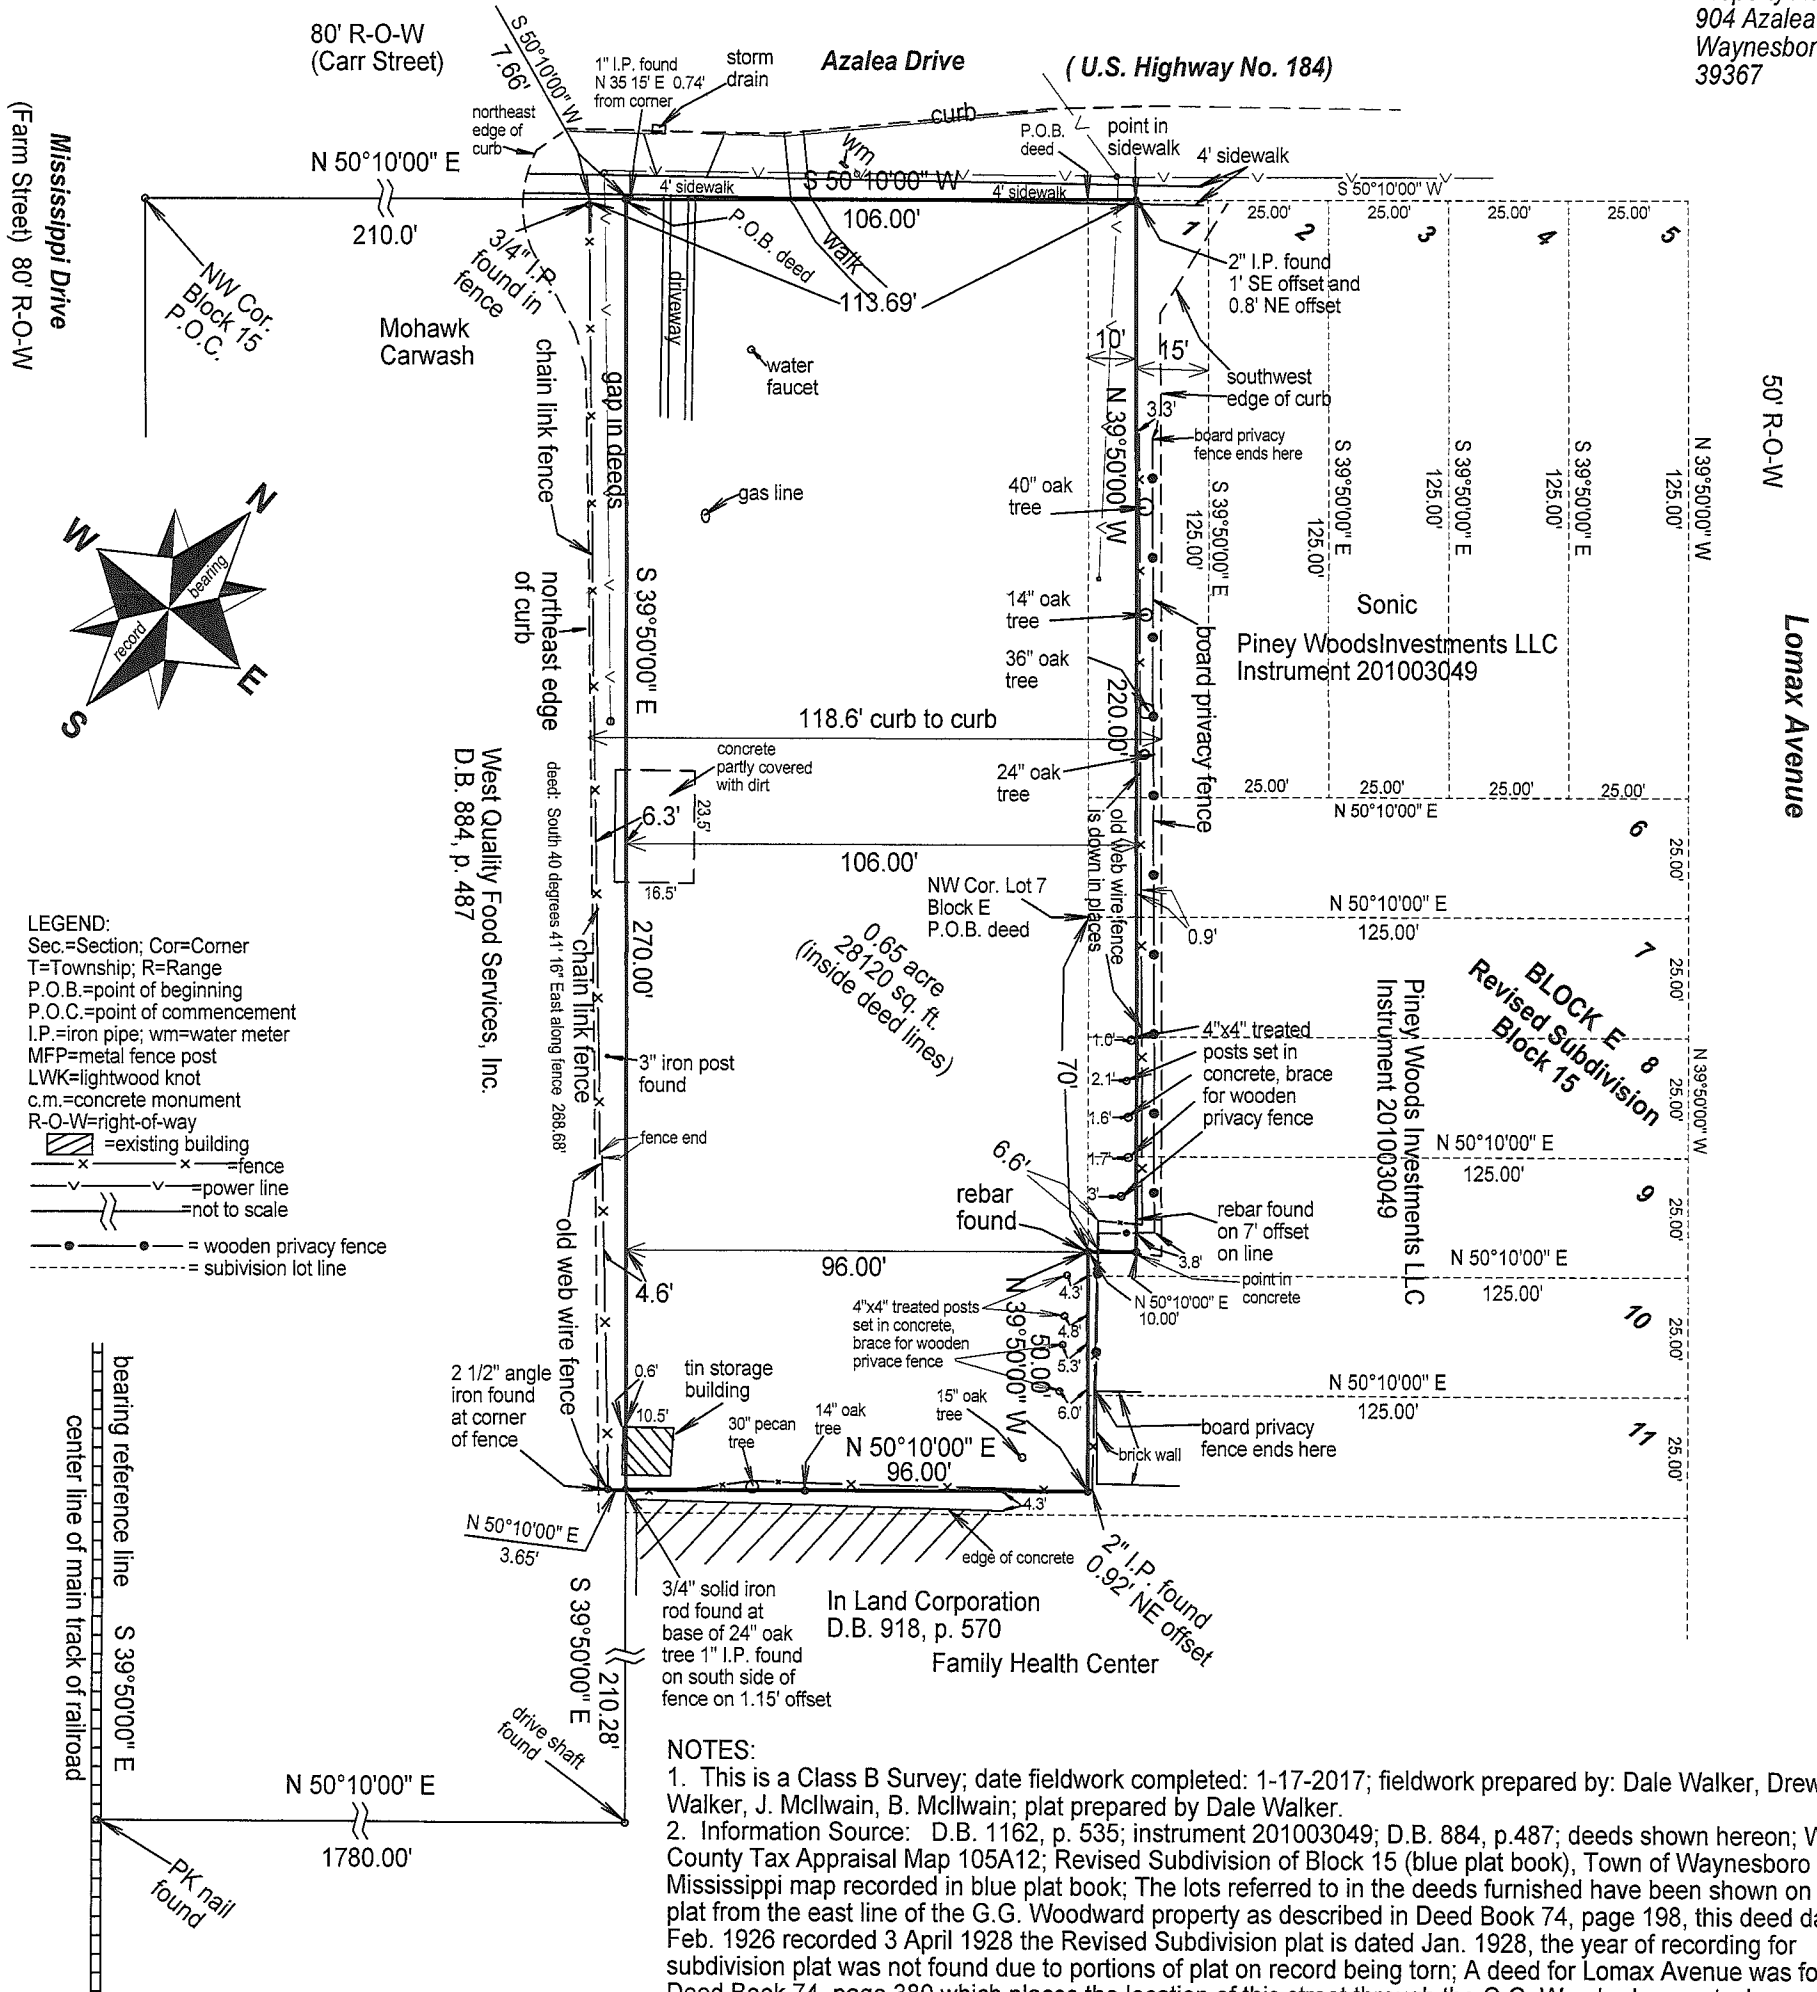 904 Azalea
39367
80' R-O-W
(Carr Street)
S 50°10'00" W
7.66'
1" I.P. found
N 35 15' E 0.74'
from corner
storm
drain
Azalea Drive
( U.S. Highway No. 184)
northeast
edge of
curb
curb
wm
P.O.B.
deed
point in
sidewalk
4' sidewalk
Mississippi Drive
(Farm Street) 80' R-O-W
N 50°10'00" E
210.0'
4' sidewalk
S 50°10'00" W
4' sidewalk
S 50°10'00" W
106.00'
25.00'
25.00'
25.00'
25.00'
1
2
3
4
5
NW Cor.
Block 15
P.O.C.
3/4" I.P.
found in
fence
P.O.B. deed
walk
driveway
113.69'
2" I.P. found
1' SE offset and
0.8' NE offset
Mohawk
Carwash
water
faucet
10'
15'
southwest
edge of curb
3.3'
board privacy
fence ends here
chain link fence
gap in deeds
gas line
N 39°50'00" W
220.00'
40" oak
tree
S 39°50'00" E
125.00'
S 39°50'00" E
125.00'
S 39°50'00" E
125.00'
S 39°50'00" E
125.00'
N 39°50'00" W
125.00'
50' R-O-W
Lomax Avenue
N
W
E
S
bearing
record
northeast edge
of curb
S 39°50'00" E
270.00'
14" oak
tree
36" oak
tree
24" oak
tree
board privacy fence
Sonic
Piney WoodsInvestments LLC
Instrument 201003049
118.6' curb to curb
concrete
partly covered
with dirt
6.3'
23.5'
16.5'
106.00'
25.00'
25.00'
25.00'
25.00'
N 50°10'00" E
6
25.00'
West Quality Food Services, Inc.
D.B. 884, p. 487
deed: South 40 degrees 41' 16" East along fence 268.68'
chain link fence
old web wire fence
is down in places
NW Cor. Lot 7
Block E
P.O.B. deed
0.9'
N 50°10'00" E
125.00'
7
25.00'
0.65 acre
28120 sq. ft.
(inside deed lines)
LEGEND:
Sec.=Section; Cor=Corner
T=Township; R=Range
P.O.B.=point of beginning
P.O.C.=point of commencement
I.P.=iron pipe; wm=water meter
MFP=metal fence post
LWK=lightwood knot
c.m.=concrete monument
R-O-W=right-of-way
=existing building
=fence
=power line
=not to scale
= wooden privacy fence
= subivision lot line
BLOCK E
Revised Subdivision
Block 15
Piney Woods Investments LLC
Instrument 201003049
8
25.00'
N 39°50'00" W
3" iron post
found
fence end
70'
1.0'
2.1'
1.6'
1.7'
3'
4"x4" treated
posts set in
concrete, brace
for wooden
privacy fence
N 50°10'00" E
125.00'
9
25.00'
6.6'
rebar
found
rebar found
on 7' offset
on line
3.8'
N 50°10'00" E
125.00'
point in
concrete
N 50°10'00" E
10.00'
old web wire fence
96.00'
4.6'
4"x4" treated posts
set in concrete,
brace for wooden
privace fence
4.3'
4.8'
5.3'
6.0'
N 39°50'00" W
50.00'
10
25.00'
N 50°10'00" E
125.00'
2 1/2" angle
iron found
at corner
of fence
0.6'
10.5'
tin storage
building
30" pecan
tree
14" oak
tree
15" oak
tree
N 50°10'00" E
96.00'
brick wall
board privacy
fence ends here
11
25.00'
4.3'
N 50°10'00" E
3.65'
edge of concrete
2" I.P. found
0.92' NE offset
3/4" solid iron
rod found at
base of 24" oak
tree 1" I.P. found
on south side of
fence on 1.15' offset
In Land Corporation
D.B. 918, p. 570
Family Health Center
S 39°50'00" E
210.28'
bearing reference line S 39°50'00" E
center line of main track of railroad
drive shaft
found
N 50°10'00" E
1780.00'
PK nail
found
NOTES:
1. This is a Class B Survey; date fieldwork completed: 1-17-2017; fieldwork prepared by: Dale Walker, Drew
Walker, J. McIlwain, B. McIlwain; plat prepared by Dale Walker.
2. Information Source: D.B. 1162, p. 535; instrument 201003049; D.B. 884, p.487; deeds shown hereon;
County Tax Appraisal Map 105A12; Revised Subdivision of Block 15 (blue plat book), Town of Waynesboro
Mississippi map recorded in blue plat book; The lots referred to in the deeds furnished have been shown on
plat from the east line of the G.G. Woodward property as described in Deed Book 74, page 198, this deed
Feb. 1926 recorded 3 April 1928 the Revised Subdivision plat is dated Jan. 1928, the year of recording for
subdivision plat was not found due to portions of plat on record being torn; A deed for Lomax Avenue was